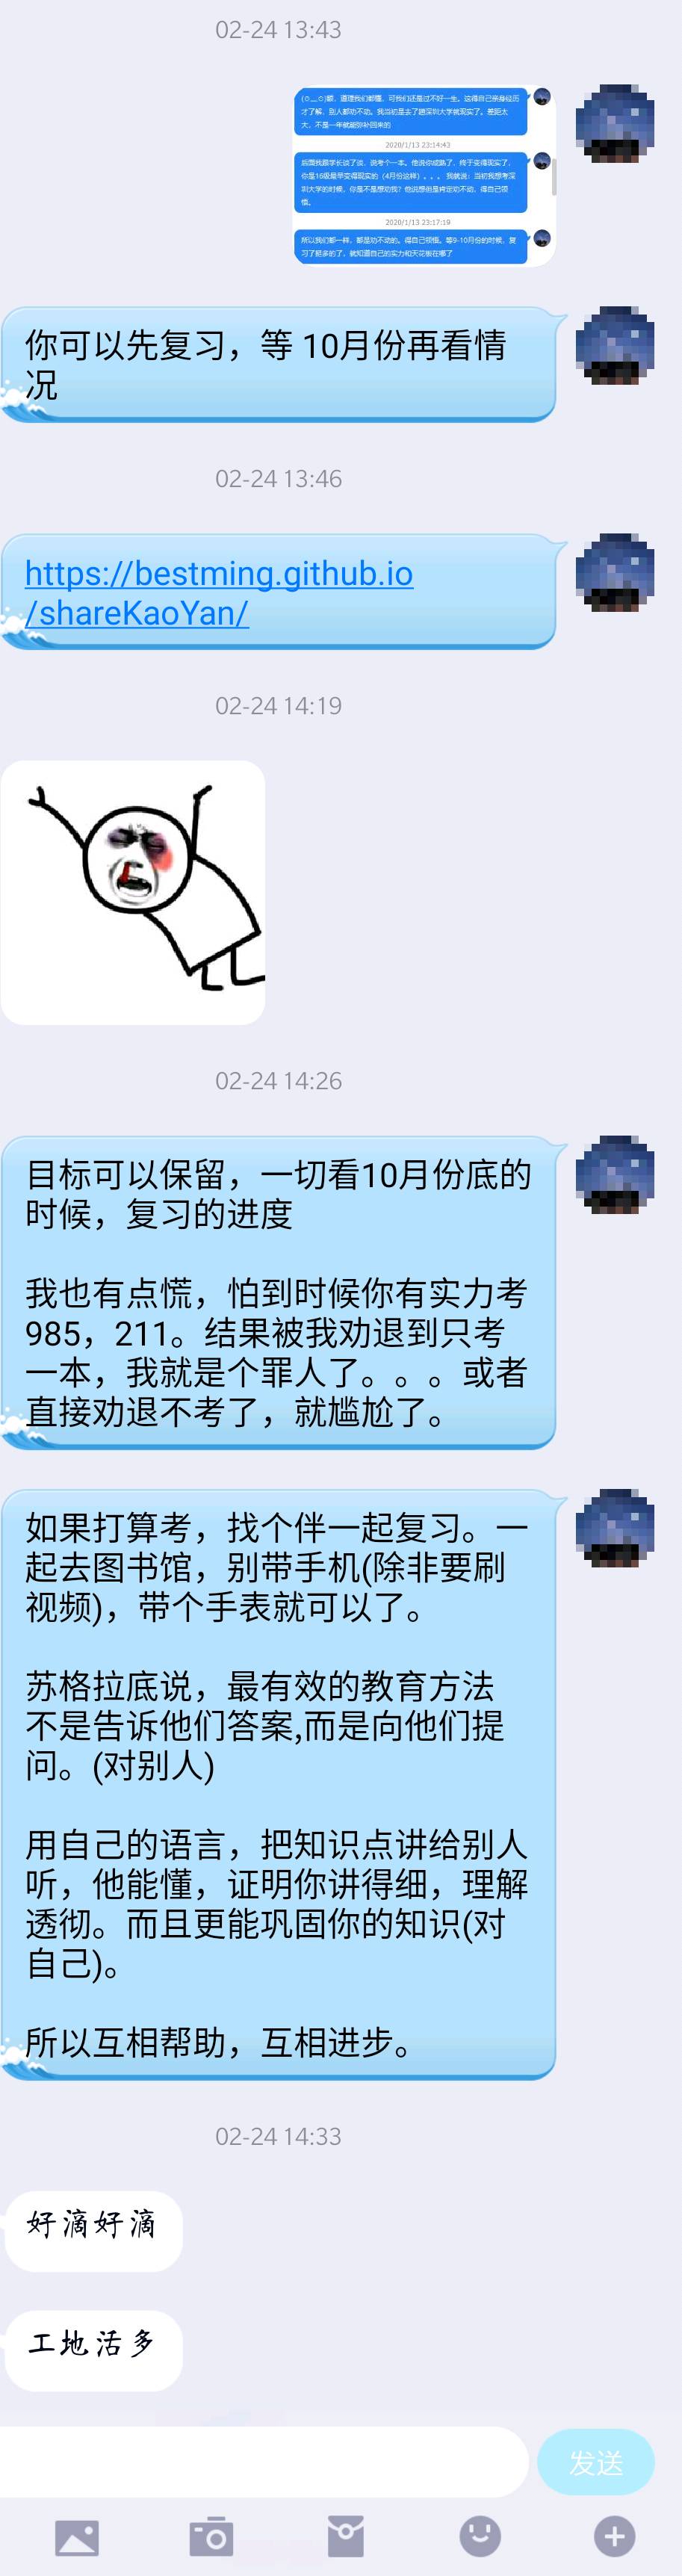 02-24 13:43
(⊙﹏⊙)额，道理我们都懂，可我们还是过不好一生。这得自己亲身经历
才了解，别人都劝不动。我当初是去了趟深圳大学就现实了。差距太
大，不是一年就能弥补回来的
2020/1/13 23:14:43
后面我跟学长谈了谈，说考个一本。他说你成熟了，终于变得现实了，
你是16级最早变得现实的（4月份这样）。。。我就说：当初我想考深
圳大学的时候，你是不是想劝我？他说想但是肯定劝不动，得自己领
悟。
2020/1/13 23:17:19
所以我们都一样，都是劝不动的。得自己领悟。等9-10月份的时候，复
习了挺多的了，就知道自己的实力和天花板在哪了
你可以先复习，等 10月份再看情
况
02-24 13:46
https://bestming.github.io
/shareKaoYan/
02-24 14:19
02-24 14:26
目标可以保留，一切看10月份底的
时候，复习的进度
我也有点慌，怕到时候你有实力考
985，211。结果被我劝退到只考
一本，我就是个罪人了。。。或者
直接劝退不考了，就尴尬了。
如果打算考，找个伴一起复习。一
起去图书馆，别带手机(除非要刷
视频)，带个手表就可以了。
苏格拉底说，最有效的教育方法
不是告诉他们答案,而是向他们提
问。(对别人)
用自己的语言，把知识点讲给别人
听，他能懂，证明你讲得细，理解
透彻。而且更能巩固你的知识(对
自己)。
所以互相帮助，互相进步。
02-24 14:33
好滴好滴
工地活多
发送